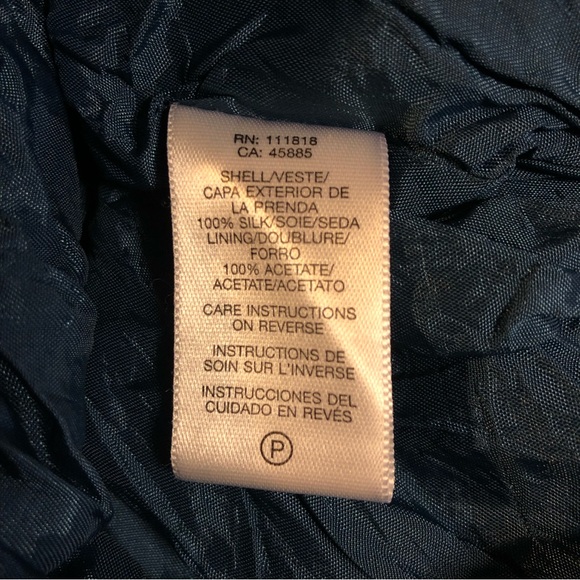 RN: 111818
CA: 45885
SHELL/VESTE/
CAPA EXTERIOR DE
LA PRENDA
100% SILK/SOIE/SEDA
LINING/DOUBLURE/
FORRO
100% ACETATE/
ACETATE/ACETATO
CARE INSTRUCTIONS
ON REVERSE
INSTRUCTIONS DE
SOIN SUR L'INVERSE
INSTRUCCIONES DEL
CUIDADO EN REVÉS
P